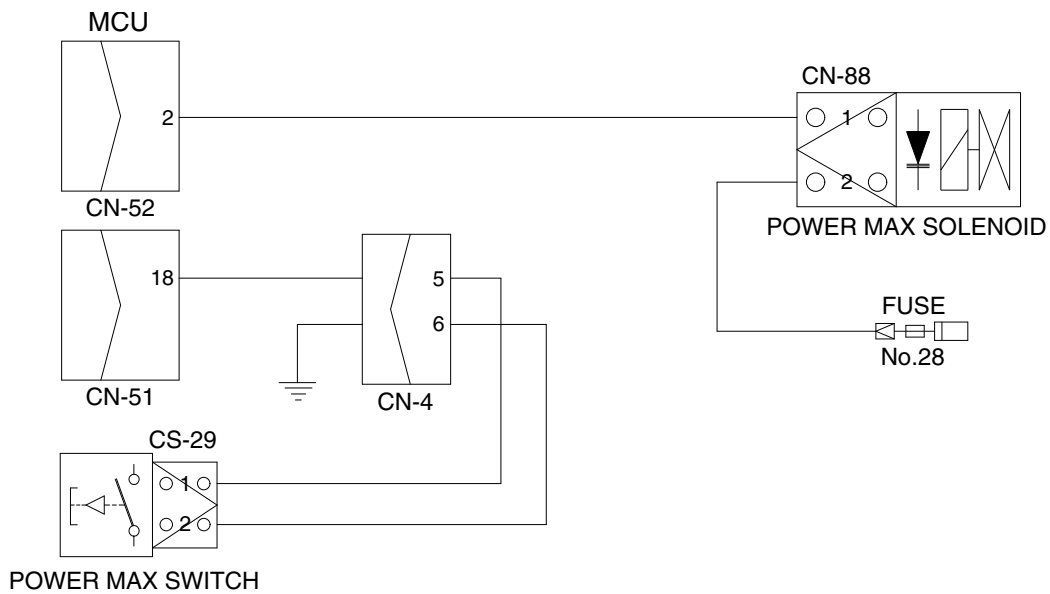 MCU
CN-88
2
1
2
CN-52
POWER MAX SOLENOID
18
5
FUSE
6
No.28
CN-51
CN-4
CS-29
1
2
POWER MAX SWITCH